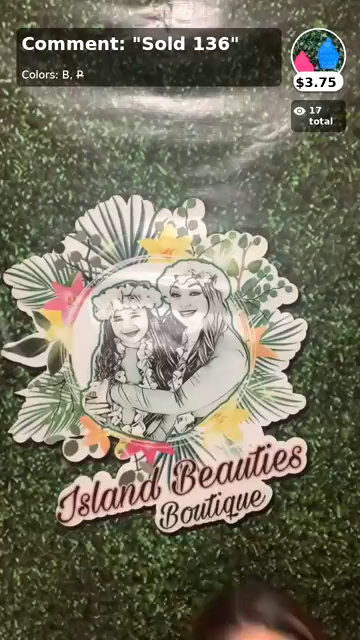 Comment: "Sold 136"
Colors: B, P
$3.75
17
total
Island Beauties
Boutique